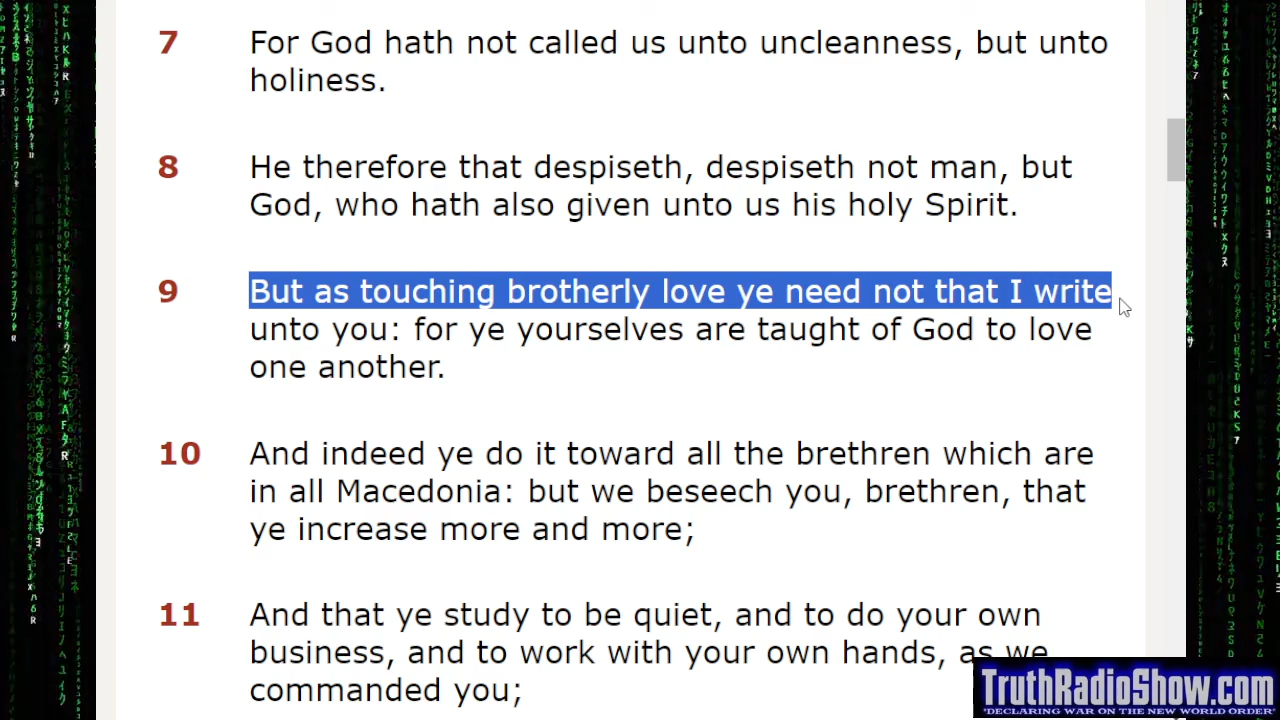 7 For God hath not called us unto uncleanness, but unto
holiness.
8 He therefore that despiseth, despiseth not man, but
God, who hath also given unto us his holy Spirit.
9 But as touching brotherly love ye need not that I write
unto you: for ye yourselves are taught of God to love
one another.
10 And indeed ye do it toward all the brethren which are
in all Macedonia: but we beseech you, brethren, that
ye increase more and more;
11 And that ye study to be quiet, and to do your own
business, and to work with your own hands, as we
commanded you;
TruthRadioShow.com
"DECLARING WAR ON THE NEW WORLD ORDER"